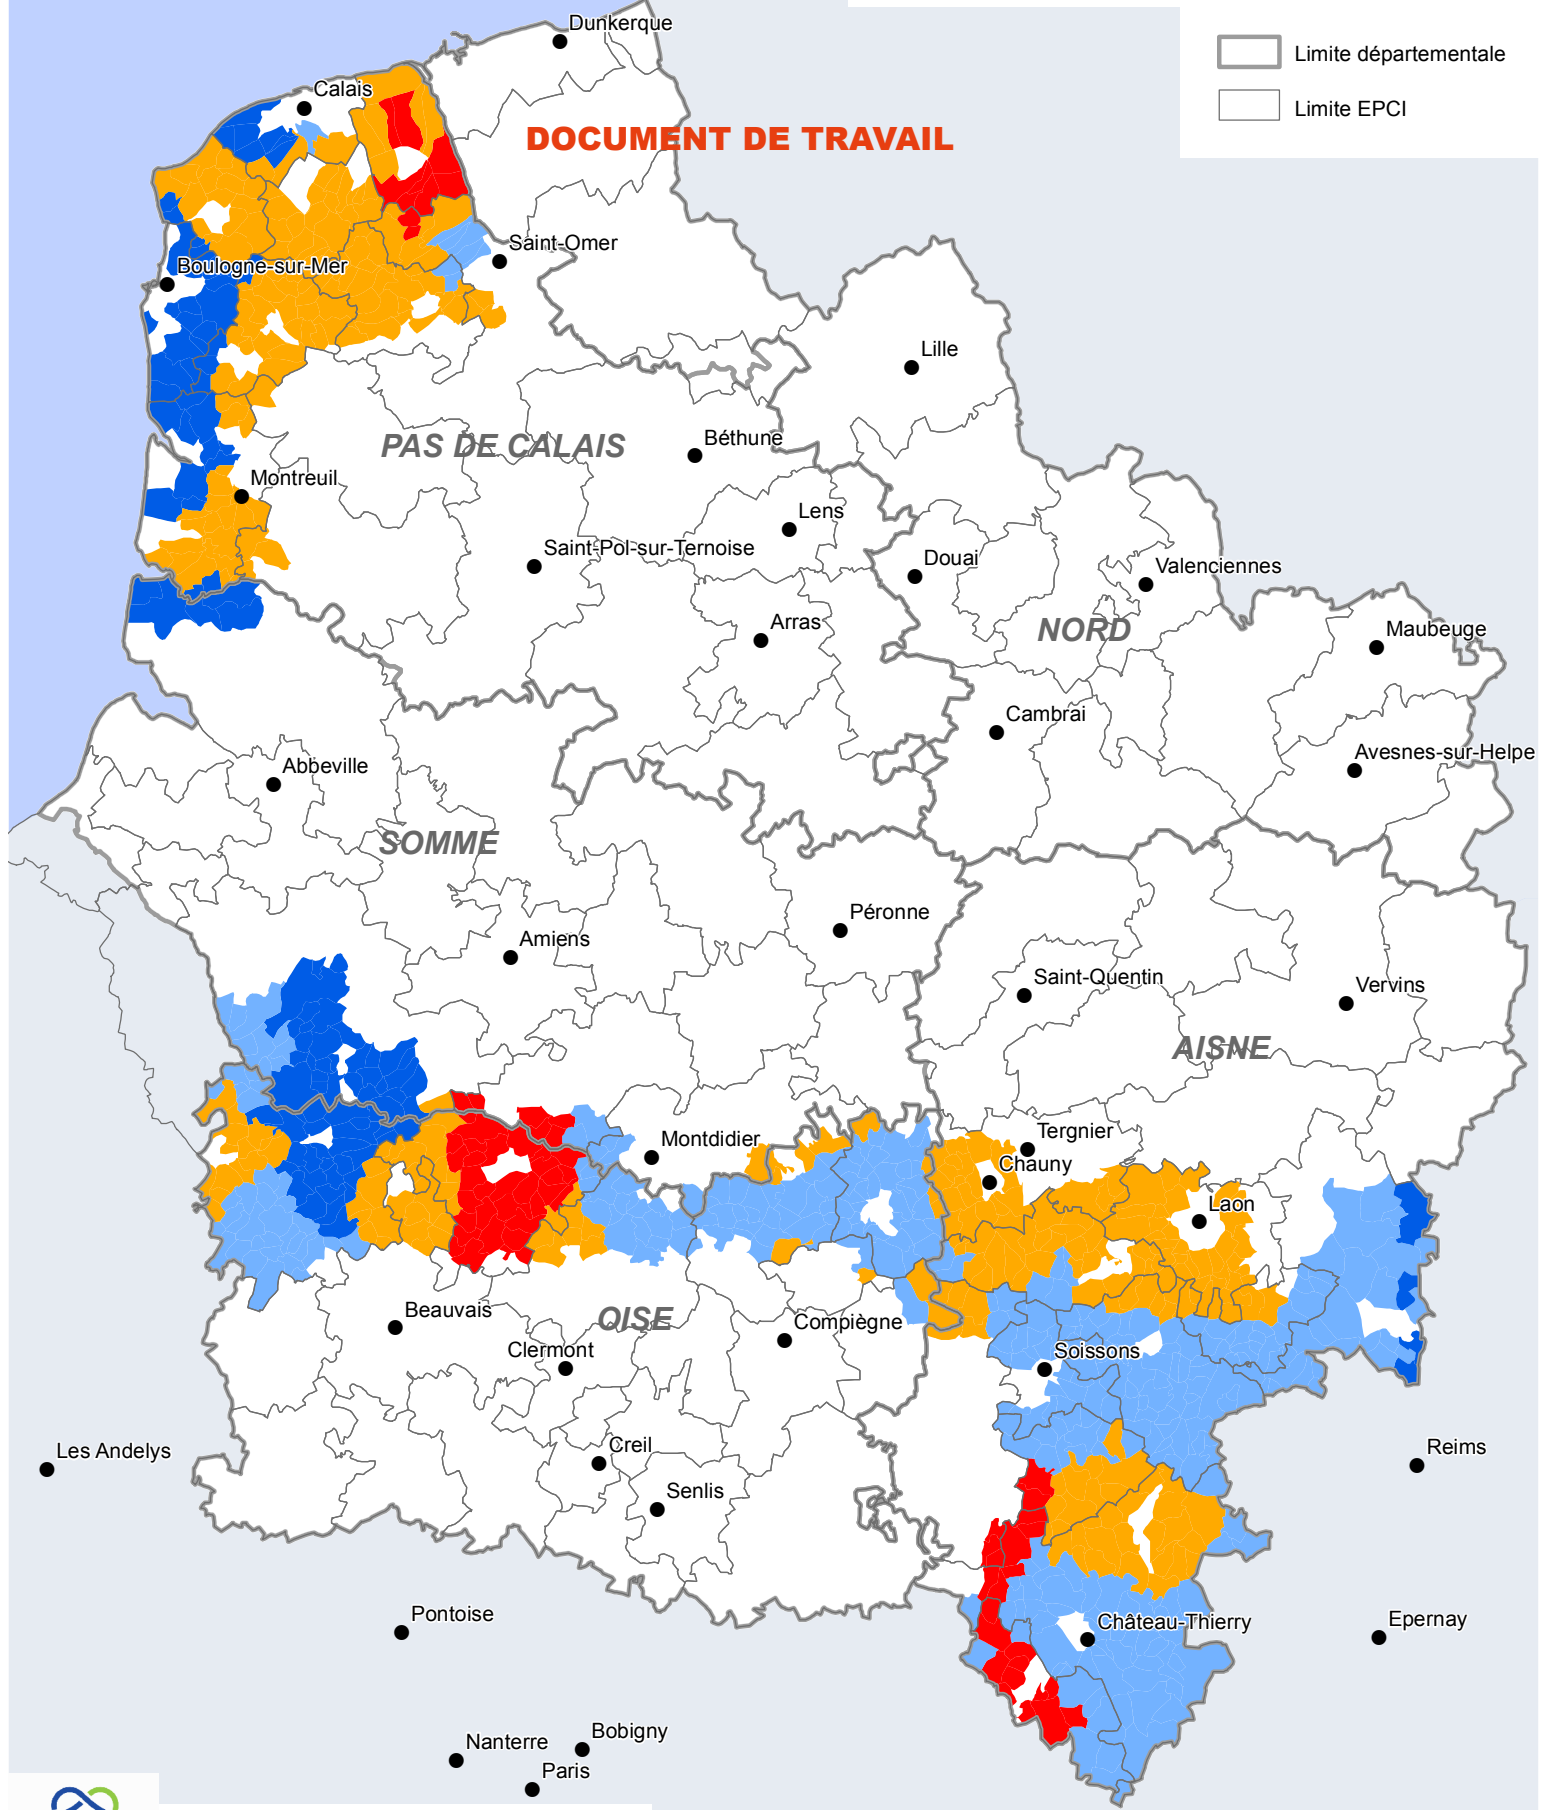 Dunkerque
Limite départementale
Calais
Limite EPCI
DOCUMENT DE TRAVAIL
Saint-Omer
Boulogne-sur-Mer
Lille
PAS DE CALAIS
Béthune
Montreuil
Lens
Saint-Pol-sur-Ternoise
Douai
Valenciennes
Arras
NORD
Maubeuge
Cambrai
Avesnes-sur-Helpe
Abbeville
SOMME
Péronne
Amiens
Saint-Quentin
Vervins
AISNE
Tergnier
Montdidier
Chauny
Laon
Beauvais
OISE
Compiègne
Clermont
Soissons
Creil
Les Andelys
Reims
Senlis
Pontoise
Château-Thierry
Epernay
Bobigny
Nanterre
Paris